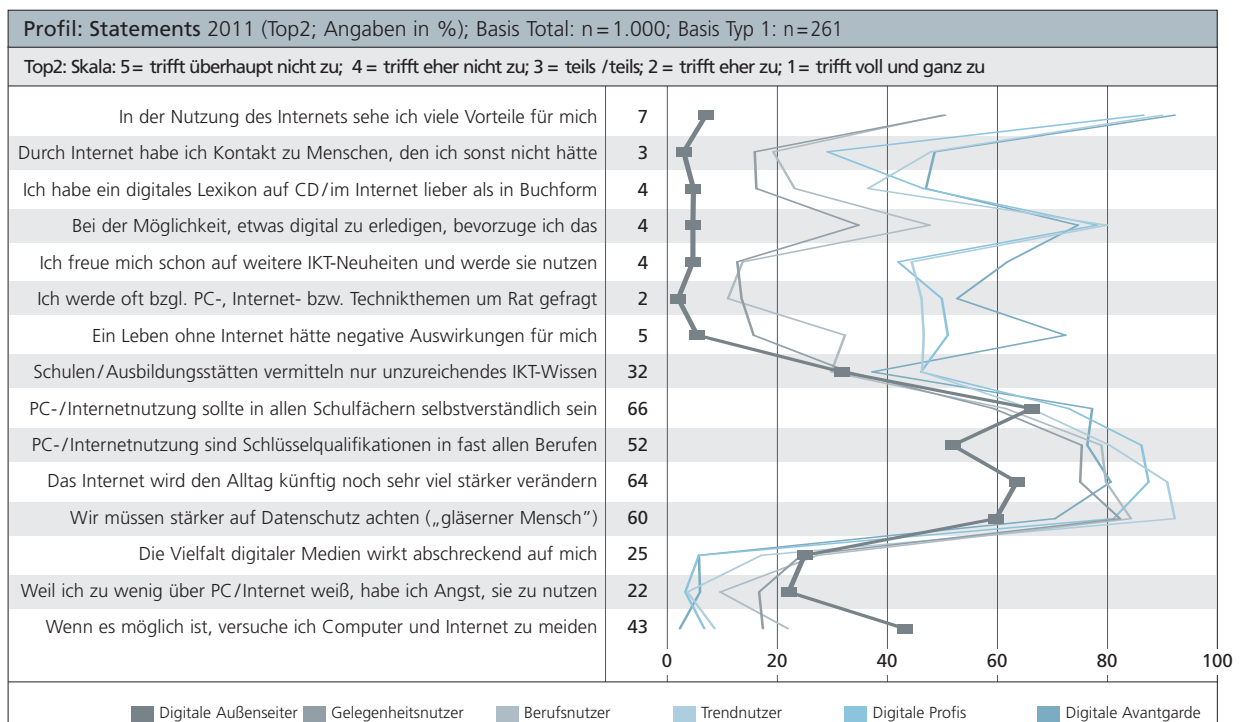 Profil: Statements 2011 (Top2; Angaben in %); Basis Total: n=1.000; Basis Typ 1: n=261
Top2: Skala: 5= trifft überhaupt nicht zu; 4= trifft eher nicht zu; 3= teils/teils; 2= trifft eher zu; 1= trifft voll und ganz zu
In der Nutzung des Internets sehe ich viele Vorteile für mich 7
Durch Internet habe ich Kontakt zu Menschen, den ich sonst nicht hätte 3
Ich habe ein digitales Lexikon auf CD/im Internet lieber als in Buchform 4
Bei der Möglichkeit, etwas digital zu erledigen, bevorzuge ich das 4
Ich freue mich schon auf weitere IKT-Neuheiten und werde sie nutzen 4
Ich werde oft bzgl. PC-, Internet- bzw. Technikthemen um Rat gefragt 2
Ein Leben ohne Internet hätte negative Auswirkungen für mich 5
Schulen/Ausbildungsstätten vermitteln nur unzureichendes IKT-Wissen 32
PC-/Internetnutzung sollte in allen Schulfächern selbstverständlich sein 66
PC-/Internetnutzung sind Schlüsselqualifikationen in fast allen Berufen 52
Das Internet wird den Alltag künftig noch sehr viel stärker verändern 64
Wir müssen stärker auf Datenschutz achten („gläserner Mensch") 60
Die Vielfalt digitaler Medien wirkt abschreckend auf mich 25
Weil ich zu wenig über PC/Internet weiß, habe ich Angst, sie zu nutzen 22
Wenn es möglich ist, versuche ich Computer und Internet zu meiden 43
0 20 40 60 80 100
Digitale Außenseiter Gelegenheitsnutzer Berufsnutzer Trendnutzer Digitale Profis Digitale Avantgarde